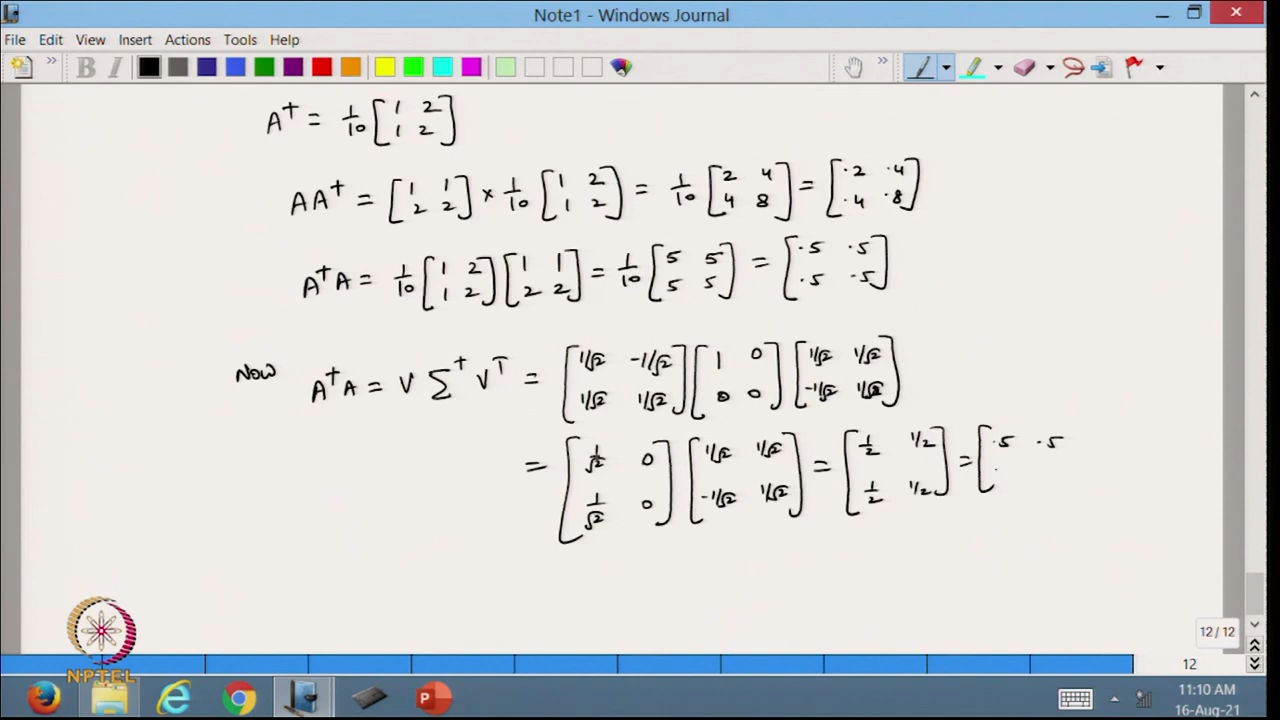 Note1 - Windows Journal
File Edit View Insert Actions Tools Help
A⁺ = 1/10 [1 2; 1 2]
AA⁺ = [1 1; 2 2] × 1/10 [1 2; 1 2] = 1/10 [2 4; 4 8] = [.2 .4; .4 .8]
A⁺A = 1/10 [1 2; 1 2] [1 1; 2 2] = 1/10 [5 5; 5 5] = [.5 .5; .5 .5]
Now A⁺A = V Σ⁺ Vᵀ = [1/√2 -1/√2; 1/√2 1/√2] [1 0; 0 0] [1/√2 1/√2; -1/√2 1/√2]
= [1/√2 0; 1/√2 0] [1/√2 1/√2; -1/√2 1/√2] = [1/2 1/2; 1/2 1/2] = [.5 .5
12 / 12
NPTEL
12
11:10 AM
16-Aug-21